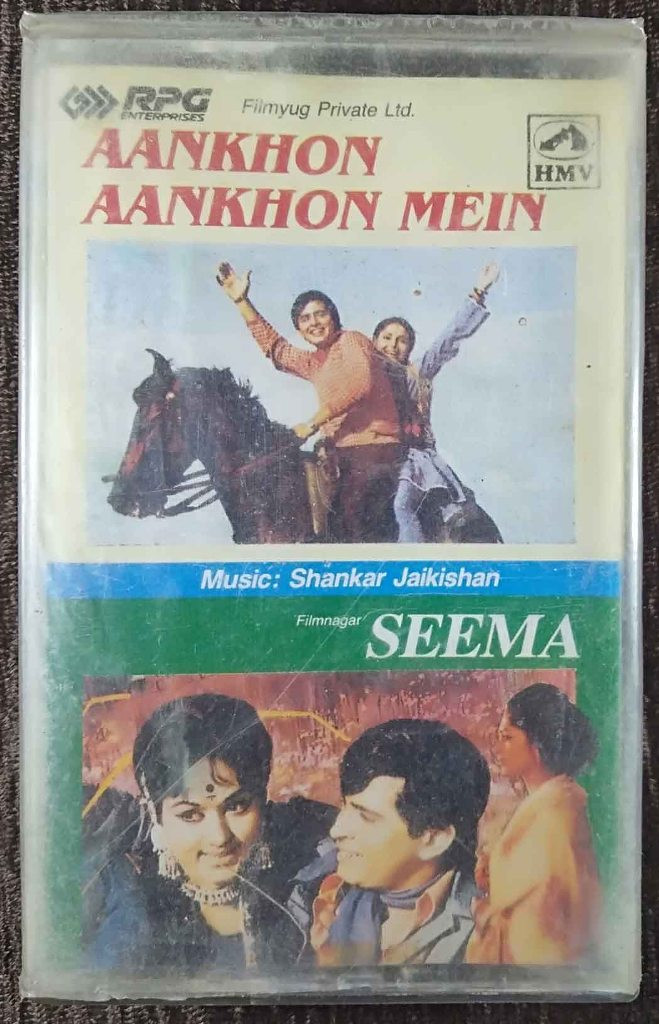 RPG
ENTERPRISES
Filmyug Private Ltd.
HMV
AANKHON
AANKHON MEIN
Music: Shankar Jaikishan
Filmnagar
SEEMA